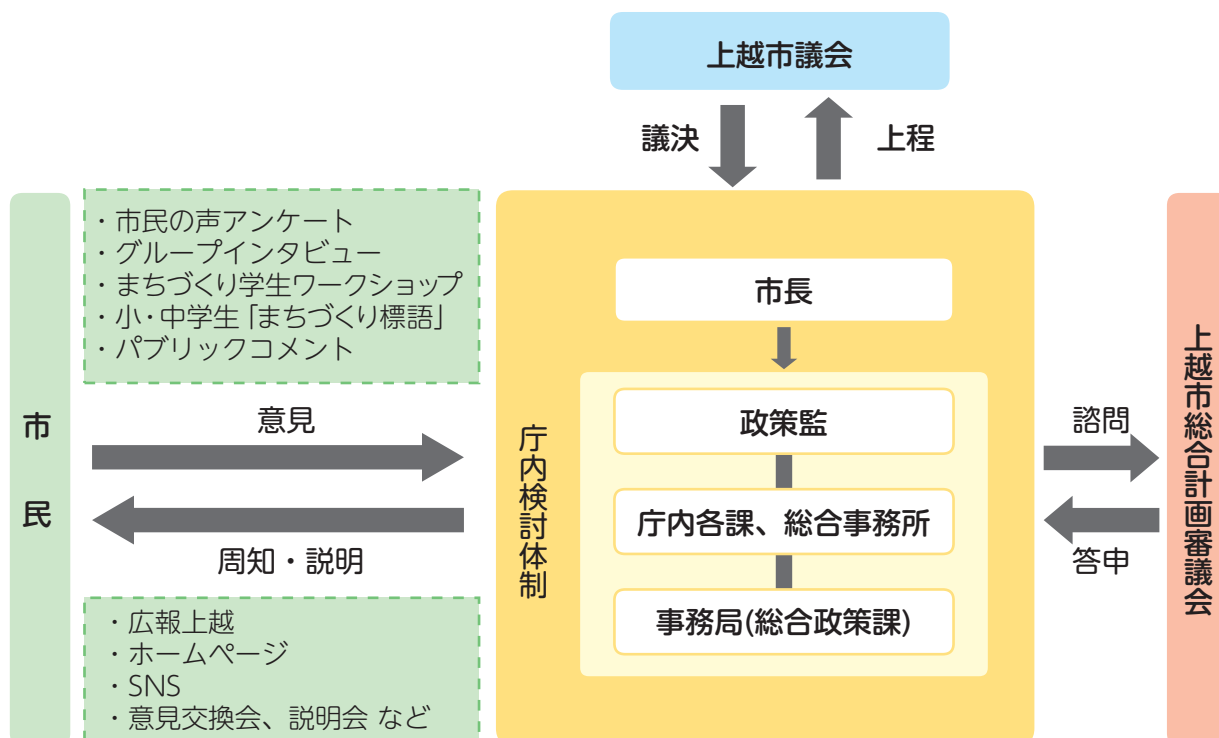 上越市議会
議決
上程
・市民の声アンケート
・グループインタビュー
・まちづくり学生ワークショップ
・小・中学生「まちづくり標語」
・パブリックコメント
市民
意見
周知・説明
・広報上越
・ホームページ
・SNS
・意見交換会、説明会 など
庁内検討体制
市長
政策監
庁内各課、総合事務所
事務局(総合政策課)
諮問
答申
上越市総合計画審議会